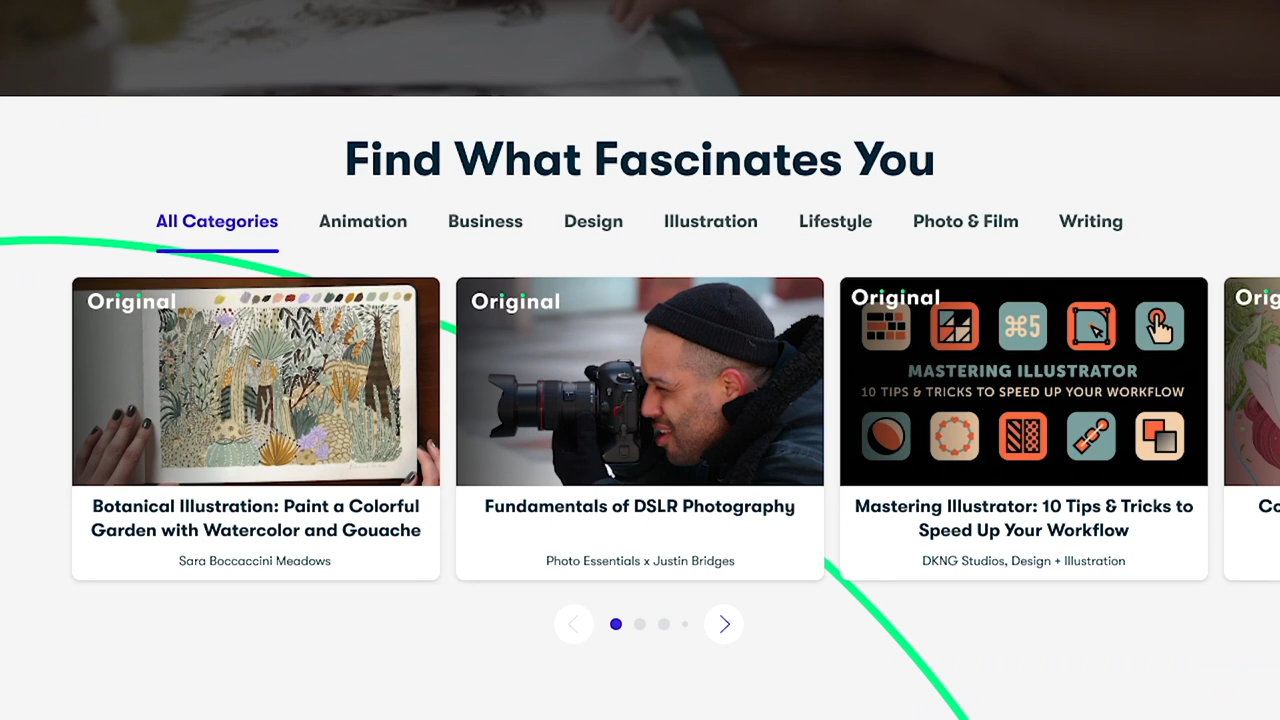 Find What Fascinates You
All Categories Animation Business Design Illustration Lifestyle Photo & Film Writing
Original
Botanical Illustration: Paint a Colorful
Garden with Watercolor and Gouache
Sara Boccaccini Meadows
Original
Fundamentals of DSLR Photography
Photo Essentials x Justin Bridges
Original
⌘5
MASTERING ILLUSTRATOR
10 TIPS & TRICKS TO SPEED UP YOUR WORKFLOW
Mastering Illustrator: 10 Tips & Tricks to
Speed Up Your Workflow
DKNG Studios, Design + Illustration
Orig
Co